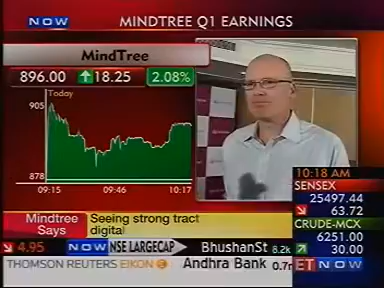 NOW MINDTREE Q1 EARNINGS
MindTree
896.00 18.25 2.08%
Today
905
878
09:15 09:46 10:17
10:18 AM
SENSEX
25497.44
63.72
CRUDE-MCX
6251.00
30.00
Mindtree Says
Seeing strong tract
digital
4.95 NOW NSE LARGECAP BhushanSt 8.2k
THOMSON REUTERS EIKON Andhra Bank 0.7
ET NOW